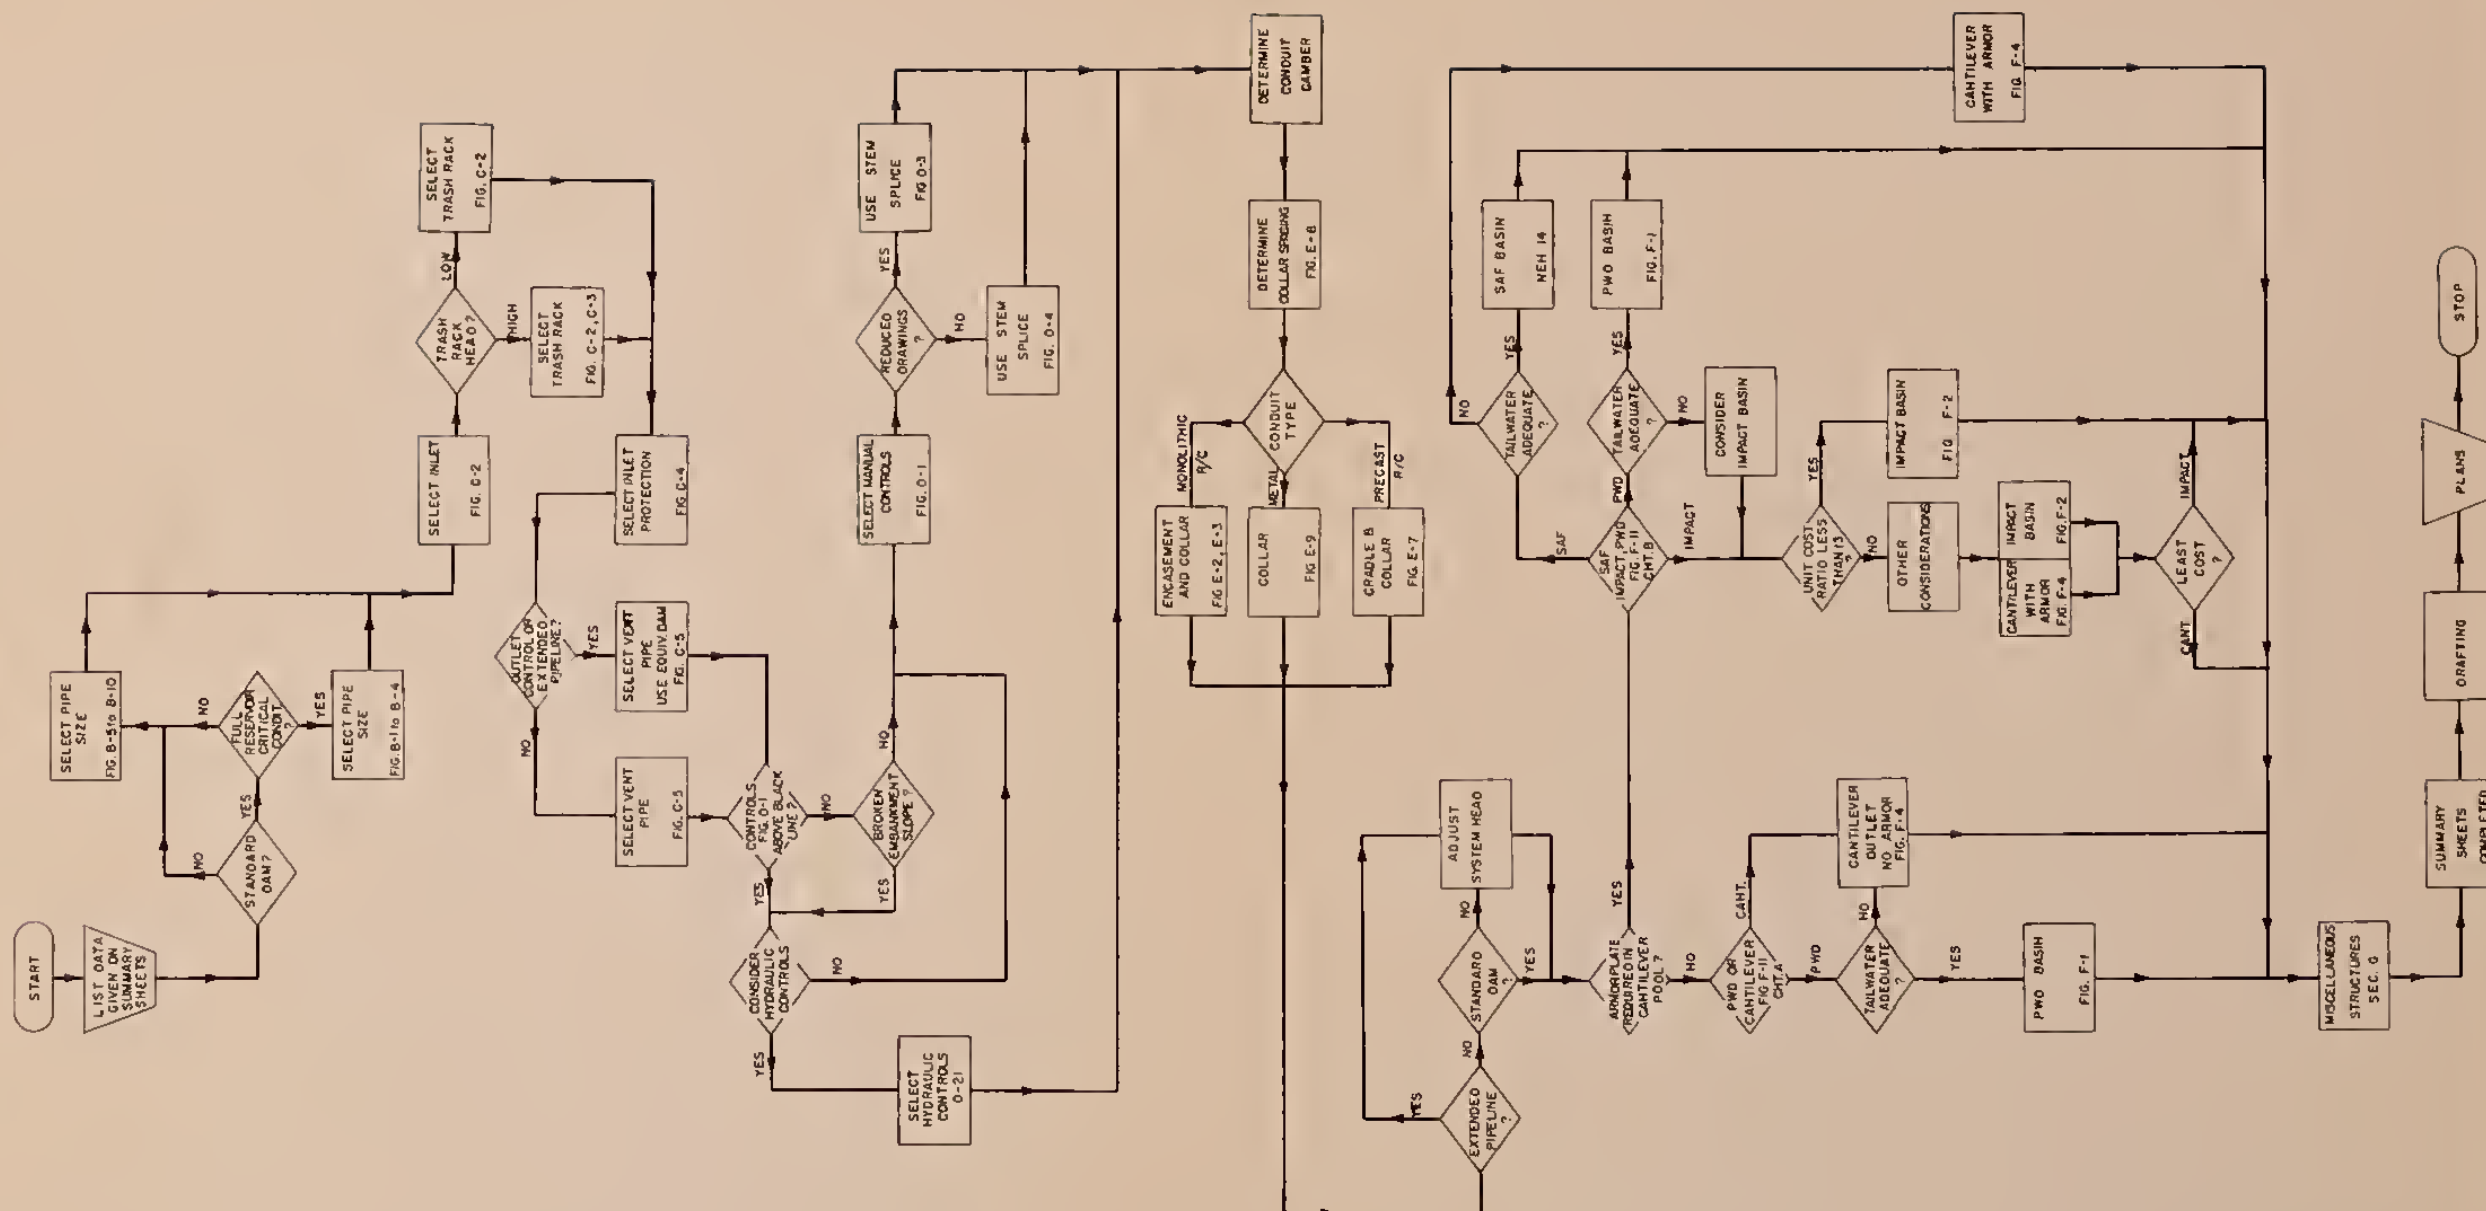 START
LIST DATA
GIVEN ON
SUMMARY
SHEETS
STANDARD
DAM?
NO
YES
FULL
RESERVOIR
CRITICAL
CONDIT.
?
NO
YES
SELECT PIPE
SIZE
FIG. B-5 to B-10
SELECT PIPE
SIZE
FIG. B-1 to B-4
SELECT INLET
FIG. C-2
TRASH
RACK
HEAD?
LOW
HIGH
SELECT
TRASH RACK
FIG. C-2
SELECT
TRASH RACK
FIG. C-2, C-3
SELECT INLET
PROTECTION
FIG C-4
OUTLET
CONTROL OR
EXTENDED
PIPELINE?
YES
NO
SELECT VENT
PIPE
USE EQUIV. DAM
FIG. C-5
SELECT VENT
PIPE
FIG. C-5
CONTROLS
FIG. D-1
ABOVE BLACK
LINE?
NO
YES
BROKEN
EMBANKMENT
SLOPE?
NO
YES
CONSIDER
HYDRAULIC
CONTROLS
NO
YES
SELECT
HYDRAULIC
CONTROLS
D-21
SELECT MANUAL
CONTROLS
FIG. D-1
REDUCED
DRAWINGS
?
YES
NO
USE STEM
SPLICE
FIG D-3
USE STEM
SPLICE
FIG. D-4
DETERMINE
CONDUIT
CAMBER
DETERMINE
COLLAR SPACING
FIG. E-8
CONDUIT
TYPE
MONOLITHIC
R/C
METAL
PRECAST
R/C
ENCASEMENT
AND COLLAR
FIG E-2, E-3
COLLAR
FIG E-9
CRADLE &
COLLAR
FIG. E-7
EXTENDED
PIPELINE
?
YES
NO
STANDARD
DAM
?
NO
YES
ADJUST
SYSTEM HEAD
ARMORPLATE
REQUIRED IN
CANTILEVER
POOL?
YES
NO
PWD OR
CANTILEVER
FIG F-11
CHT. A
CANT.
PWD
TAILWATER
ADEQUATE
?
NO
YES
CANTILEVER
OUTLET
NO ARMOR
FIG. F-4
PWD BASIN
FIG. F-1
SAF
IMPACT, PWD
FIG. F-11
CHT. B
SAF
PWD
IMPACT
TAILWATER
ADEQUATE
?
NO
YES
SAF BASIN
NEH 14
TAILWATER
ADEQUATE
?
YES
NO
PWD BASIN
FIG. F-1
CONSIDER
IMPACT BASIN
CANTILEVER
WITH ARMOR
FIG F-4
UNIT COST
RATIO LESS
THAN 13
?
YES
NO
IMPACT BASIN
FIG F-2
OTHER
CONSIDERATIONS
CANTILEVER
WITH
ARMOR
FIG. F-4
IMPACT
BASIN
FIG. F-2
LEAST
COST
?
IMPACT
CANT
MISCELLANEOUS
STRUCTURES
SEC. G
SUMMARY
SHEETS
COMPLETED
DRAFTING
PLANS
STOP